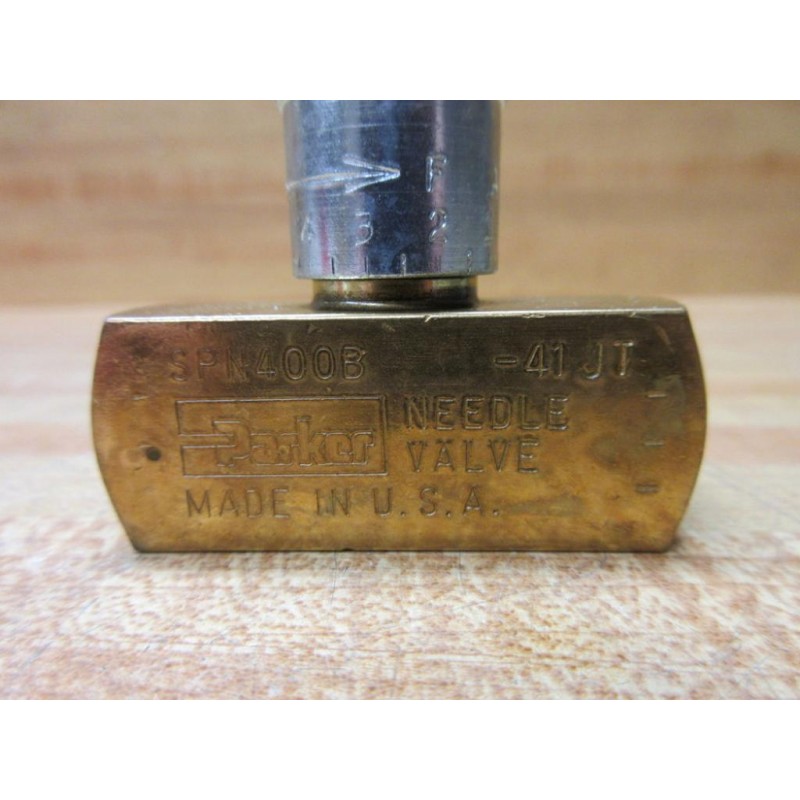 F
4 3 2
SPN400B -41 JT
Parker
NEEDLE
VALVE
MADE IN U.S.A.